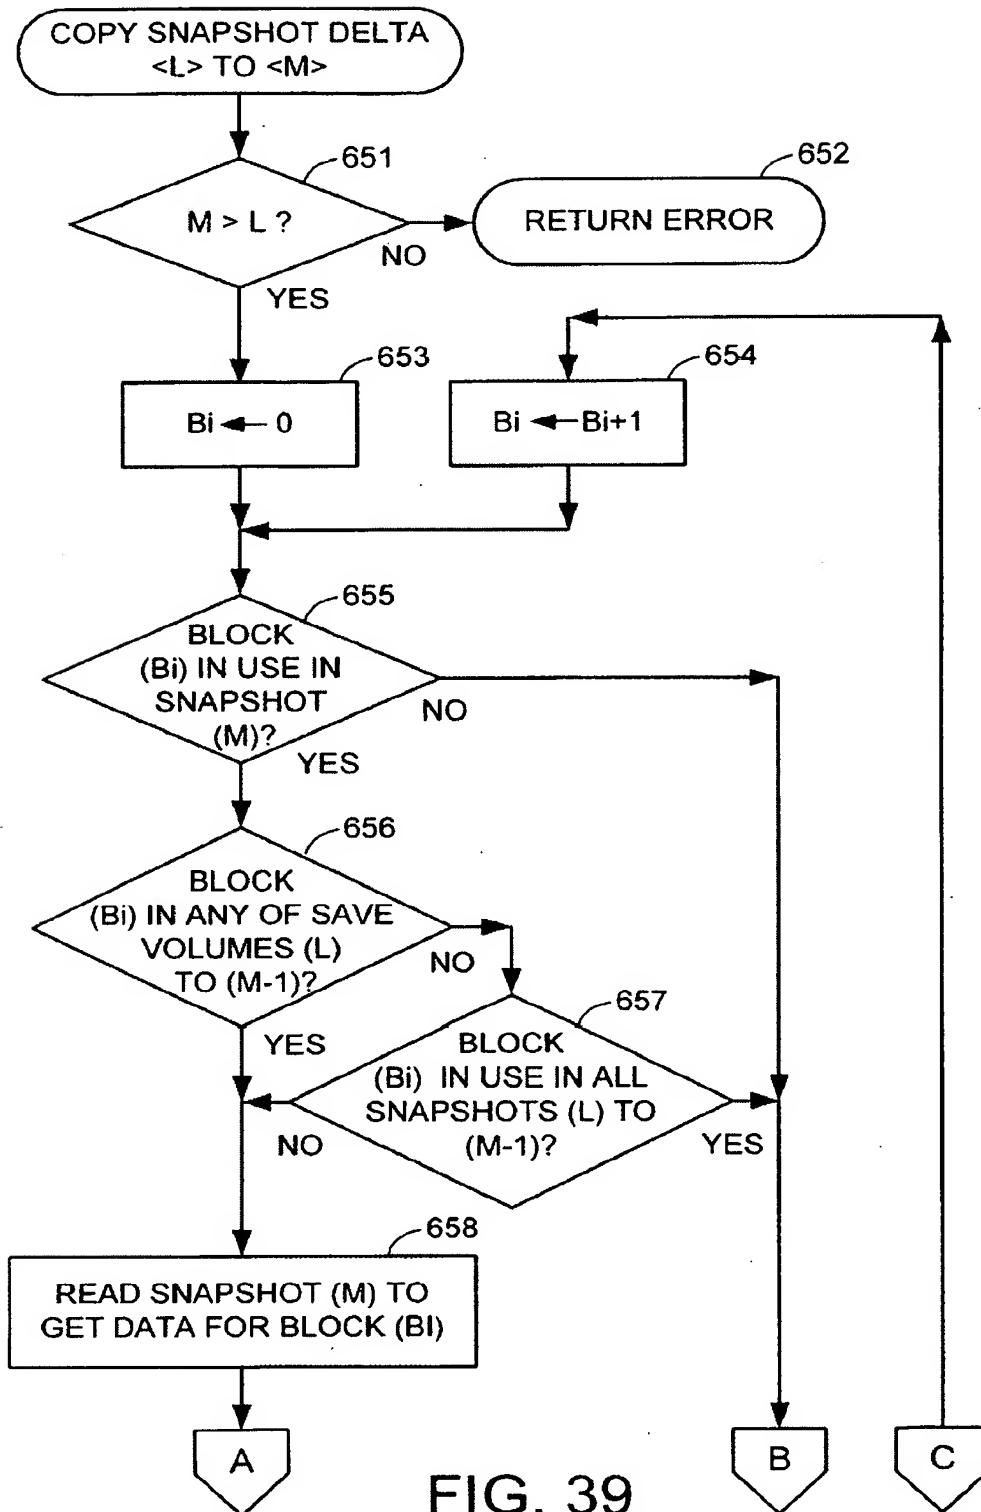 COPY SNAPSHOT DELTA
<L> TO <M>
651
M > L ?
NO
YES
652
RETURN ERROR
653
Bi ← 0
654
Bi ← Bi+1
655
BLOCK
(Bi) IN USE IN
SNAPSHOT
(M)?
NO
YES
656
BLOCK
(Bi) IN ANY OF SAVE
VOLUMES (L)
TO (M-1)?
NO
YES
657
BLOCK
(Bi) IN USE IN ALL
SNAPSHOTS (L) TO
(M-1)?
NO
YES
658
READ SNAPSHOT (M) TO
GET DATA FOR BLOCK (BI)
A
B
C
FIG. 39